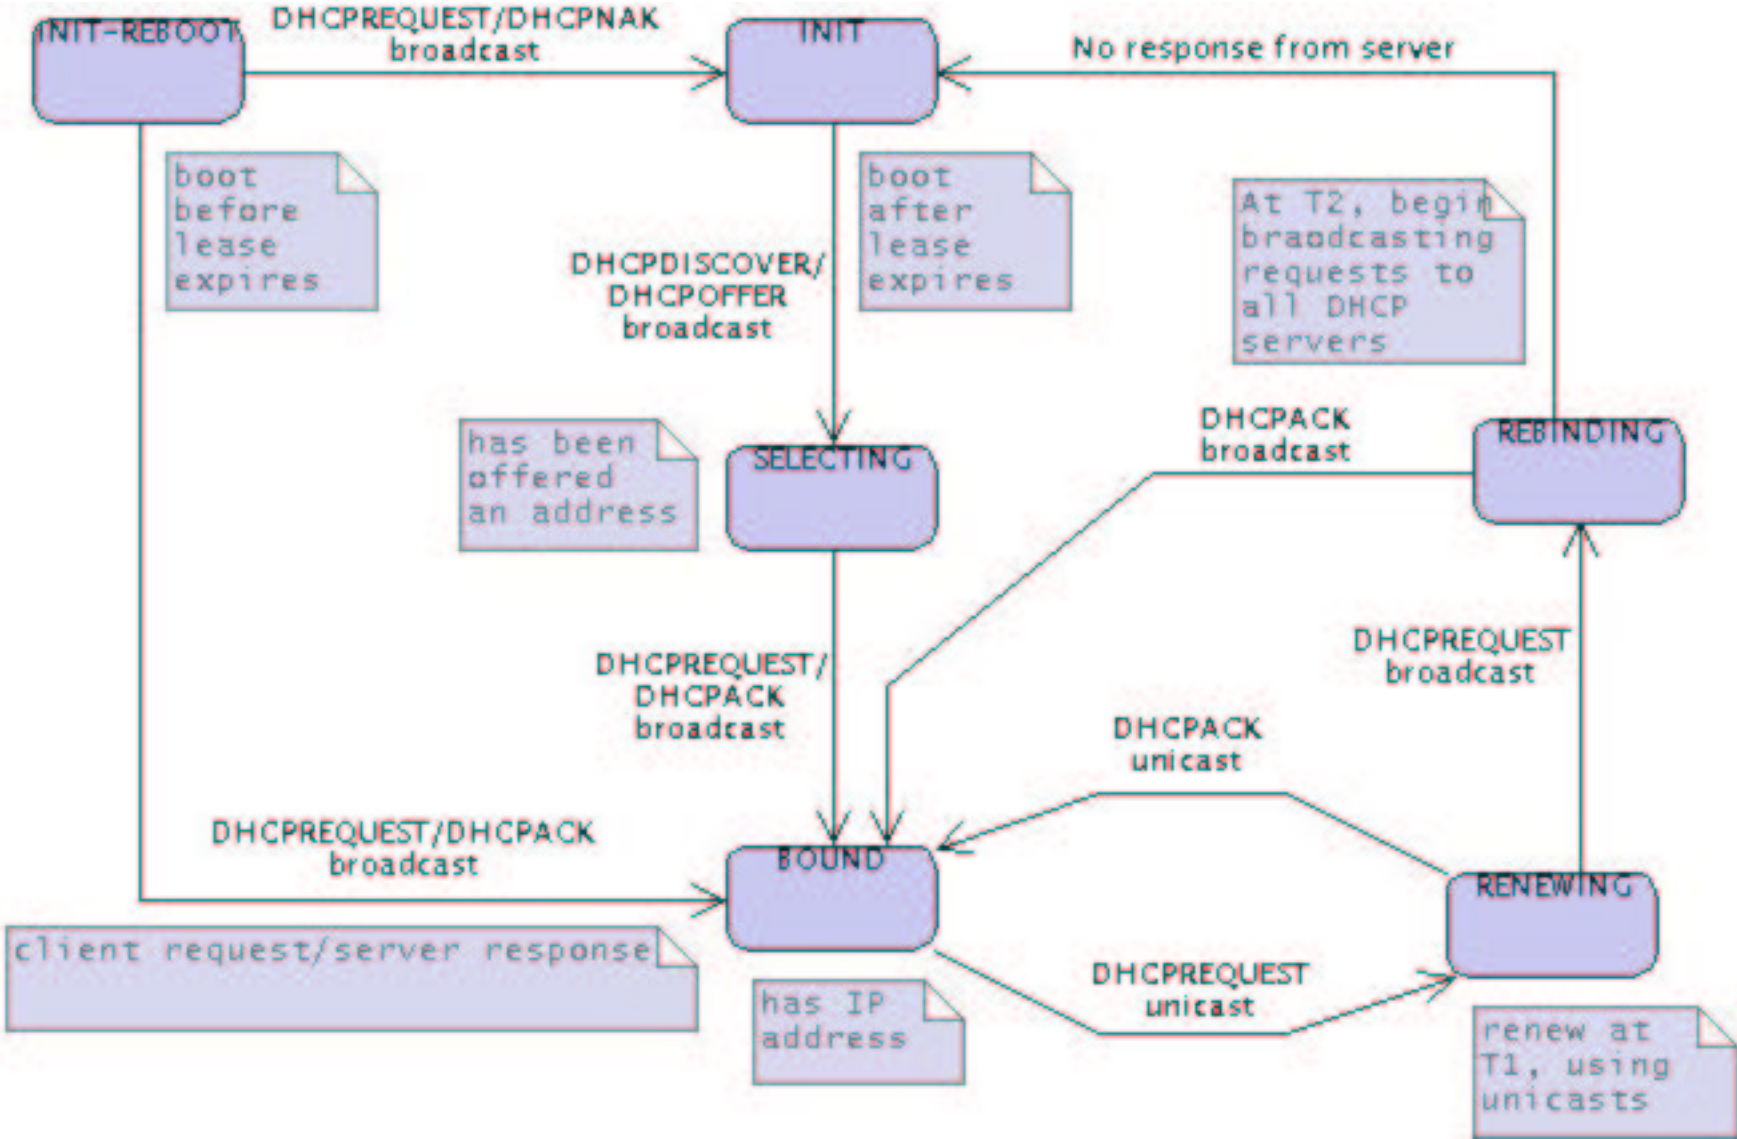 INIT-REBOOT
DHCPREQUEST/DHCPNAK
broadcast
INIT
No response from server
boot
before
lease
expires
boot
after
lease
expires
At T2, begin
braodcasting
requests to
all DHCP
servers
DHCPDISCOVER/
DHCPOFFER
broadcast
has been
offered
an address
SELECTING
DHCPACK
broadcast
REBINDING
DHCPREQUEST/
DHCPACK
broadcast
DHCPREQUEST
broadcast
DHCPACK
unicast
DHCPREQUEST/DHCPACK
broadcast
BOUND
RENEWING
client request/server response
has IP
address
DHCPREQUEST
unicast
renew at
T1, using
unicasts